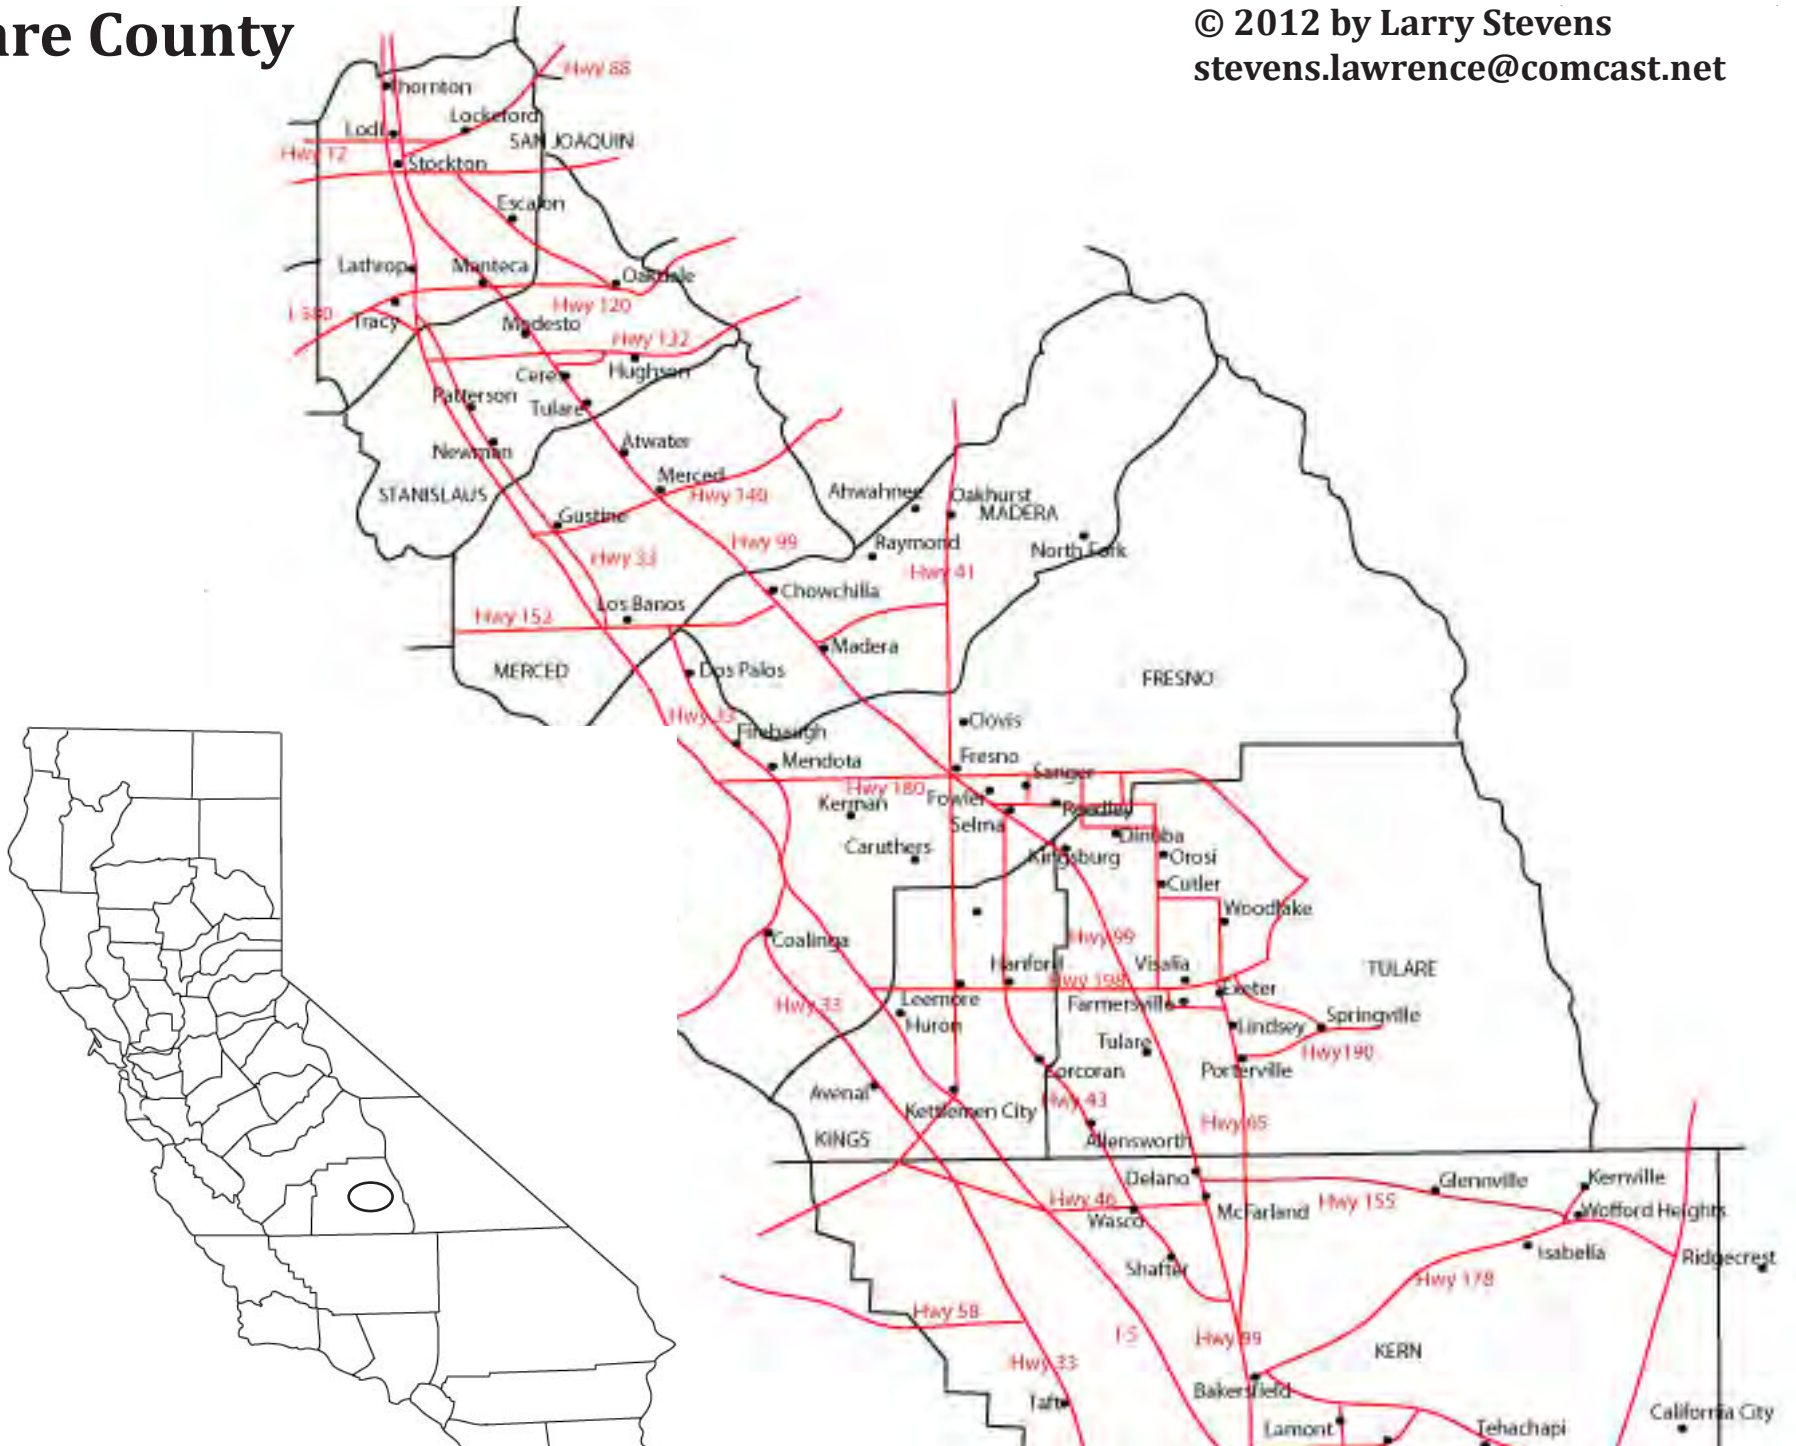 are County
© 2012 by Larry Stevens
stevens.lawrence@comcast.net
Hwy 88
Thornton
Lockeford
Lodi
SAN JOAQUIN
Hwy 12
Stockton
Escalon
Lathrop
Manteca
Oakdale
Hwy 120
I-580
Tracy
Modesto
Hwy 132
Ceres
Hughson
Patterson
Tulare
Atwater
Newman
Merced
STANISLAUS
Hwy 140
Ahwahnee
Oakhurst
MADERA
Gustine
Hwy 99
Raymond
North Fork
Hwy 33
Hwy 41
Chowchilla
Los Banos
Hwy 152
Madera
MERCED
Dos Palos
FRESNO
Hwy 33
Clovis
Firebaugh
Fresno
Mendota
Sanger
Hwy 180
Kerman
Fowler
Reedley
Selma
Dinuba
Caruthers
Kingsburg
Orosi
Cutler
Woodlake
Hwy 99
Coalinga
Hanford
Visalia
TULARE
Hwy 198
Exeter
Leemore
Farmersville
Hwy 33
Huron
Lindsey
Springville
Tulare
Hwy190
Corcoran
Porterville
Avenal
Hwy 43
Kettlemen City
Hwy 65
KINGS
Allensworth
Delano
Glennville
Kernville
Hwy 46
Hwy 155
Wasco
McFarland
Wofford Heights
Isabella
Ridgecrest
Shafter
Hwy 178
Hwy 58
I-5
Hwy 99
KERN
Hwy 33
Bakersfield
Taft
California City
Lamont
Tehachapi